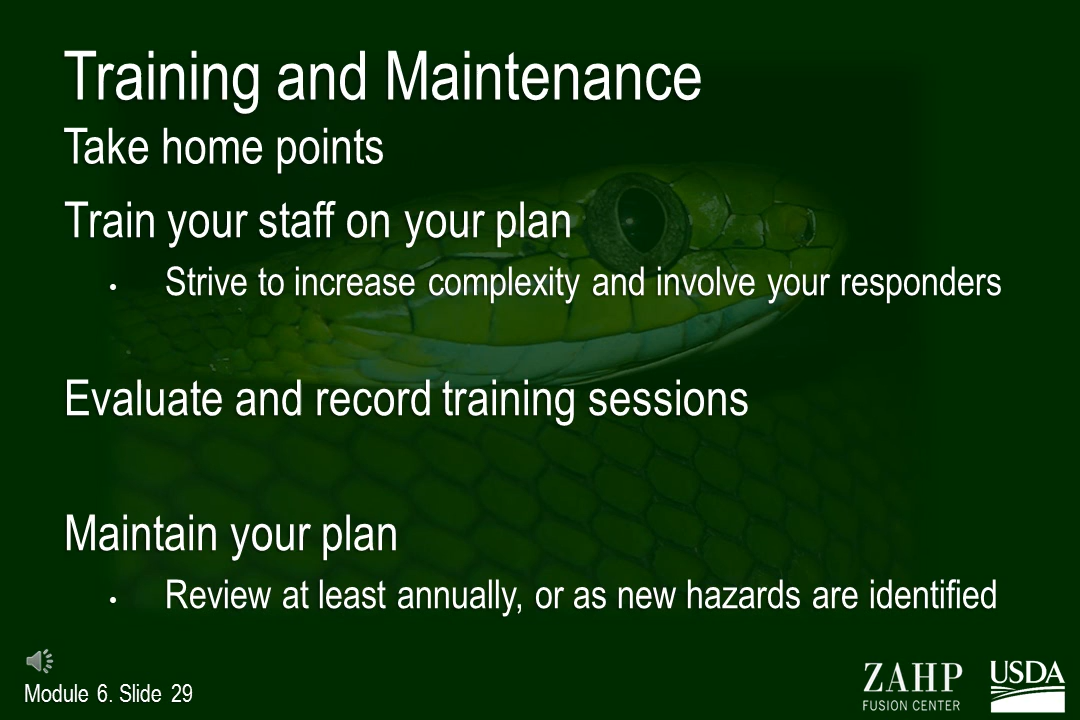 Training and Maintenance
Take home points
Train your staff on your plan
• Strive to increase complexity and involve your responders
Evaluate and record training sessions
Maintain your plan
• Review at least annually, or as new hazards are identified
Module 6. Slide 29
ZAHP
FUSION CENTER
USDA